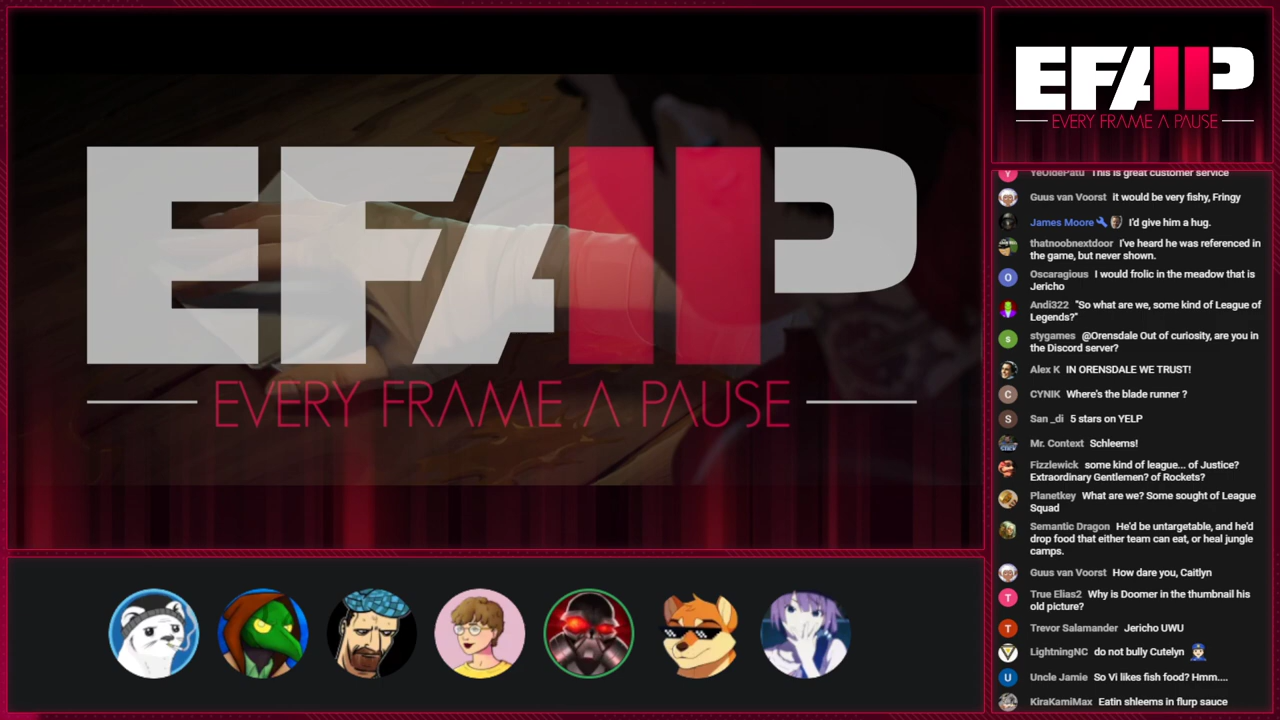 EFAP
EVERY FRAME A PAUSE
EFAP
EVERY FRAME A PAUSE
Y YeOldePatu This is great customer service
Guus van Voorst it would be very fishy, Fringy
James Moore I'd give him a hug.
thatnoobnextdoor I've heard he was referenced in
the game, but never shown.
O Oscaragious I would frolic in the meadow that is
Jericho
Andi322 "So what are we, some kind of League of
Legends?"
s stygames @Orensdale Out of curiosity, are you in
the Discord server?
Alex K IN ORENSDALE WE TRUST!
C CYNIK Where's the blade runner ?
S San _di 5 stars on YELP
Mr. Context Schleems!
Fizzlewick some kind of league... of Justice?
Extraordinary Gentlemen? of Rockets?
Planetkey What are we? Some sought of League
Squad
Semantic Dragon He'd be untargetable, and he'd
drop food that either team can eat, or heal jungle
camps.
Guus van Voorst How dare you, Caitlyn
T True Elias2 Why is Doomer in the thumbnail his
old picture?
T Trevor Salamander Jericho UWU
LightningNC do not bully Cutelyn
U Uncle Jamie So Vi likes fish food? Hmm....
KiraKamiMax Eatin shleems in flurp sauce